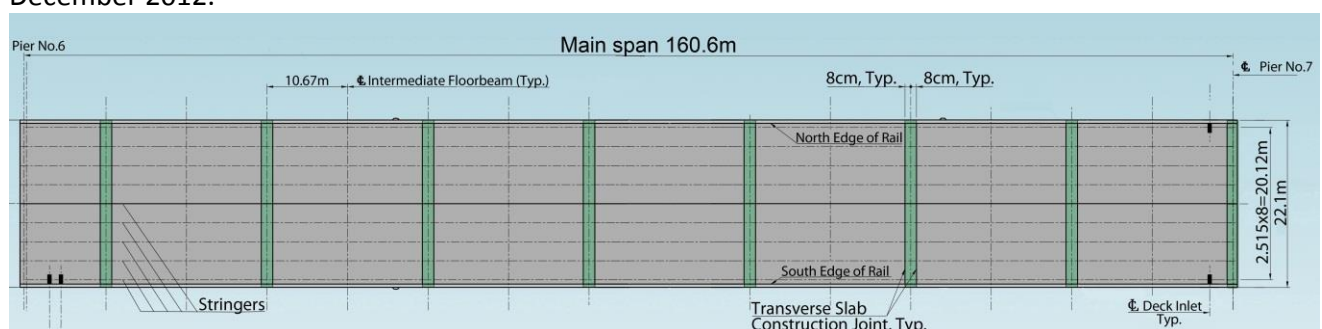 December 2012.
Pier No.6
Main span 160.6m
10.67m
℄ Intermediate Floorbeam (Typ.)
8cm, Typ.
8cm, Typ.
℄ Pier No.7
North Edge of Rail
2.515x8=20.12m
22.1m
South Edge of Rail
Stringers
Transverse Slab
Construction Joint, Typ.
℄ Deck Inlet
Typ.